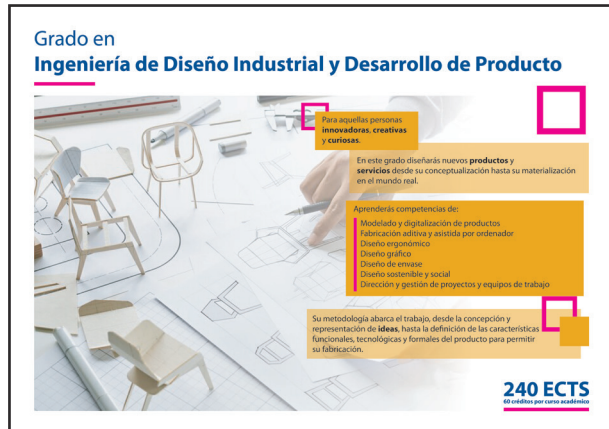 Grado en
Ingeniería de Diseño Industrial y Desarrollo de Producto
Para aquellas personas
innovadoras, creativas
y curiosas.
En este grado diseñarás nuevos productos y
servicios desde su conceptualización hasta su materialización
en el mundo real.
Aprenderás competencias de:
Modelado y digitalización de productos
Fabricación aditiva y asistida por ordenador
Diseño ergonómico
Diseño gráfico
Diseño de envase
Diseño sostenible y social
Dirección y gestión de proyectos y equipos de trabajo
Su metodología abarca el trabajo, desde la concepción y
representación de ideas, hasta la definición de las características
funcionales, tecnológicas y formales del producto para permitir
su fabricación.
240 ECTS
60 créditos por curso académico